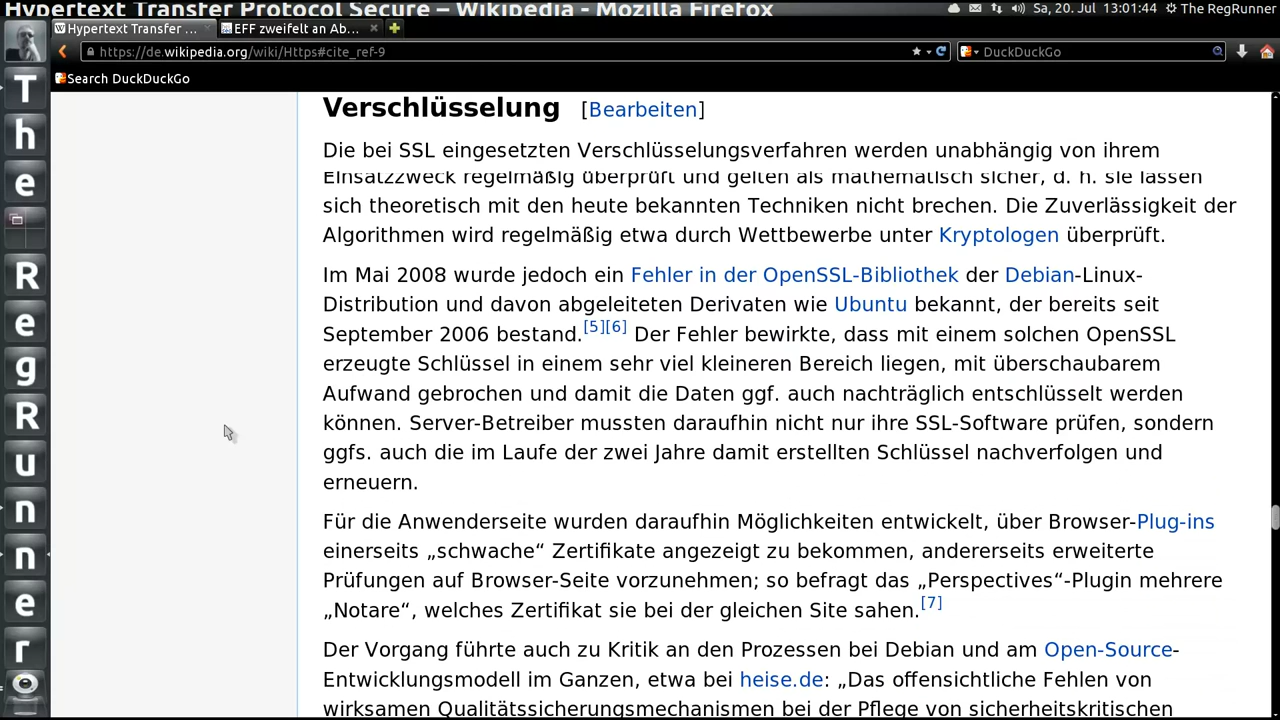 Hypertext Transfer Protocol Secure – Wikipedia - Mozilla Firefox
Sa, 20. Jul 13:01:44 The RegRunner
Hypertext Transfer ...
EFF zweifelt an Ab...
https://de.wikipedia.org/wiki/Https#cite_ref-9
DuckDuckGo
Search DuckDuckGo
T
h
e
R
e
g
R
u
n
n
e
r
Verschlüsselung [Bearbeiten]
Die bei SSL eingesetzten Verschlüsselungsverfahren werden unabhängig von ihrem
Einsatzzweck regelmäßig überprüft und gelten als mathematisch sicher, d. h. sie lassen
sich theoretisch mit den heute bekannten Techniken nicht brechen. Die Zuverlässigkeit der
Algorithmen wird regelmäßig etwa durch Wettbewerbe unter Kryptologen überprüft.
Im Mai 2008 wurde jedoch ein Fehler in der OpenSSL-Bibliothek der Debian-Linux-
Distribution und davon abgeleiteten Derivaten wie Ubuntu bekannt, der bereits seit
September 2006 bestand.[5][6] Der Fehler bewirkte, dass mit einem solchen OpenSSL
erzeugte Schlüssel in einem sehr viel kleineren Bereich liegen, mit überschaubarem
Aufwand gebrochen und damit die Daten ggf. auch nachträglich entschlüsselt werden
können. Server-Betreiber mussten daraufhin nicht nur ihre SSL-Software prüfen, sondern
ggfs. auch die im Laufe der zwei Jahre damit erstellten Schlüssel nachverfolgen und
erneuern.
Für die Anwenderseite wurden daraufhin Möglichkeiten entwickelt, über Browser-Plug-ins
einerseits „schwache“ Zertifikate angezeigt zu bekommen, andererseits erweiterte
Prüfungen auf Browser-Seite vorzunehmen; so befragt das „Perspectives“-Plugin mehrere
„Notare“, welches Zertifikat sie bei der gleichen Site sahen.[7]
Der Vorgang führte auch zu Kritik an den Prozessen bei Debian und am Open-Source-
Entwicklungsmodell im Ganzen, etwa bei heise.de: „Das offensichtliche Fehlen von
wirksamen Qualitätssicherungsmechanismen bei der Pflege von sicherheitskritischen